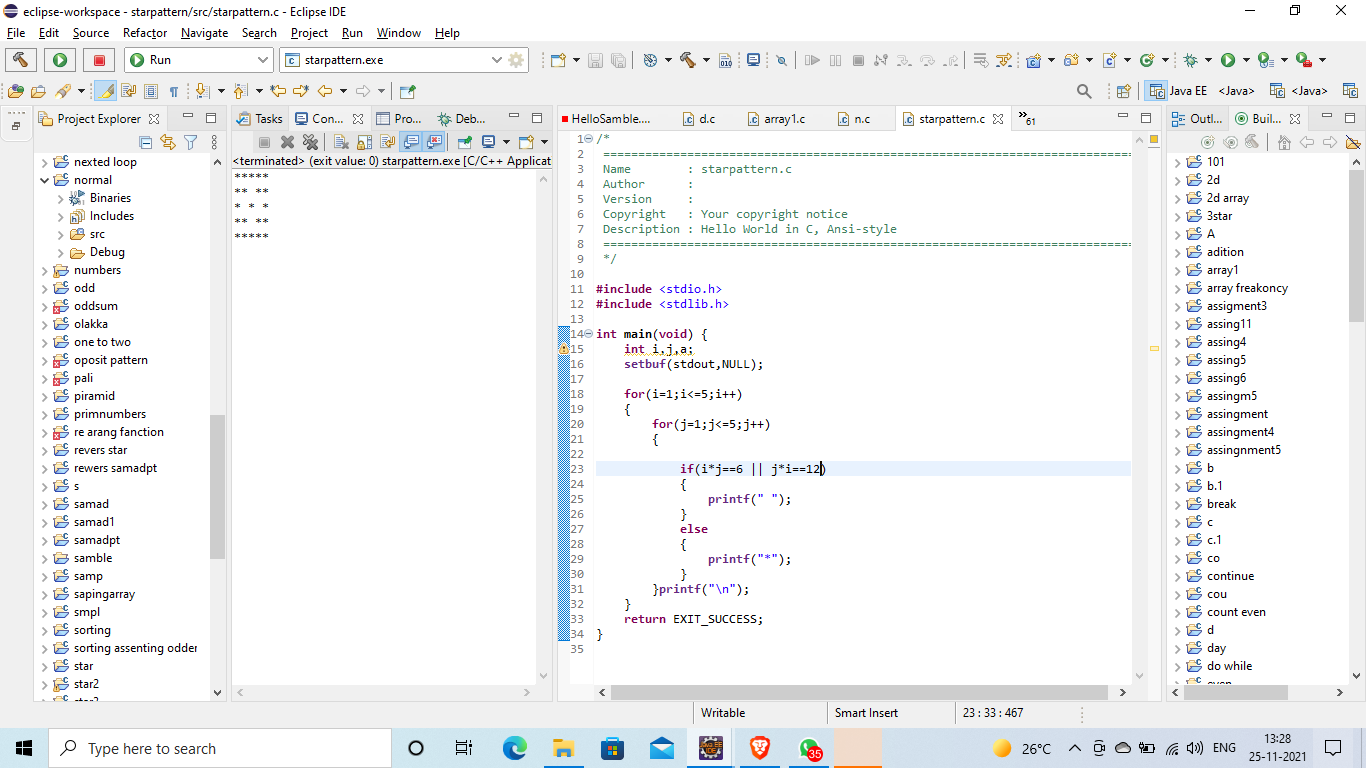 eclipse-workspace - starpattern/src/starpattern.c - Eclipse IDE
File Edit Source Refactor Navigate Search Project Run Window Help
Run
starpattern.exe
Java EE
<Java>
<Java>
Project Explorer
nexted loop
normal
Binaries
Includes
src
Debug
numbers
odd
oddsum
olakka
one to two
oposit pattern
pali
piramid
primnumbers
re arang fanction
revers star
rewers samadpt
s
samad
samad1
samadpt
samble
samp
sapingarray
smpl
sorting
sorting assenting odder
star
star2
Tasks
Con...
Pro...
Deb...
<terminated> (exit value: 0) starpattern.exe [C/C++ Applicat
*****
** **
* * *
** **
*****
HelloSamble....
d.c
array1.c
n.c
starpattern.c
»61
1 /*
2 ============================================================================
3 Name        : starpattern.c
4 Author      :
5 Version     :
6 Copyright   : Your copyright notice
7 Description : Hello World in C, Ansi-style
8 ============================================================================
9 */
10
11 #include <stdio.h>
12 #include <stdlib.h>
13
14 int main(void) {
15     int i,j,a;
16     setbuf(stdout,NULL);
17
18     for(i=1;i<=5;i++)
19     {
20         for(j=1;j<=5;j++)
21         {
22
23             if(i*j==6 || j*i==12)
24             {
25                 printf(" ");
26             }
27             else
28             {
29                 printf("*");
30             }
31         }printf("\n");
32     }
33     return EXIT_SUCCESS;
34 }
35
Outl...
Buil...
101
2d
2d array
3star
A
adition
array1
array freakoncy
assigment3
assing11
assing4
assing5
assing6
assingm5
assingment
assingment4
assingnment5
b
b.1
break
c
c.1
co
continue
cou
count even
d
day
do while
Writable
Smart Insert
23 : 33 : 467
Type here to search
35
26°C
ENG
13:28
25-11-2021